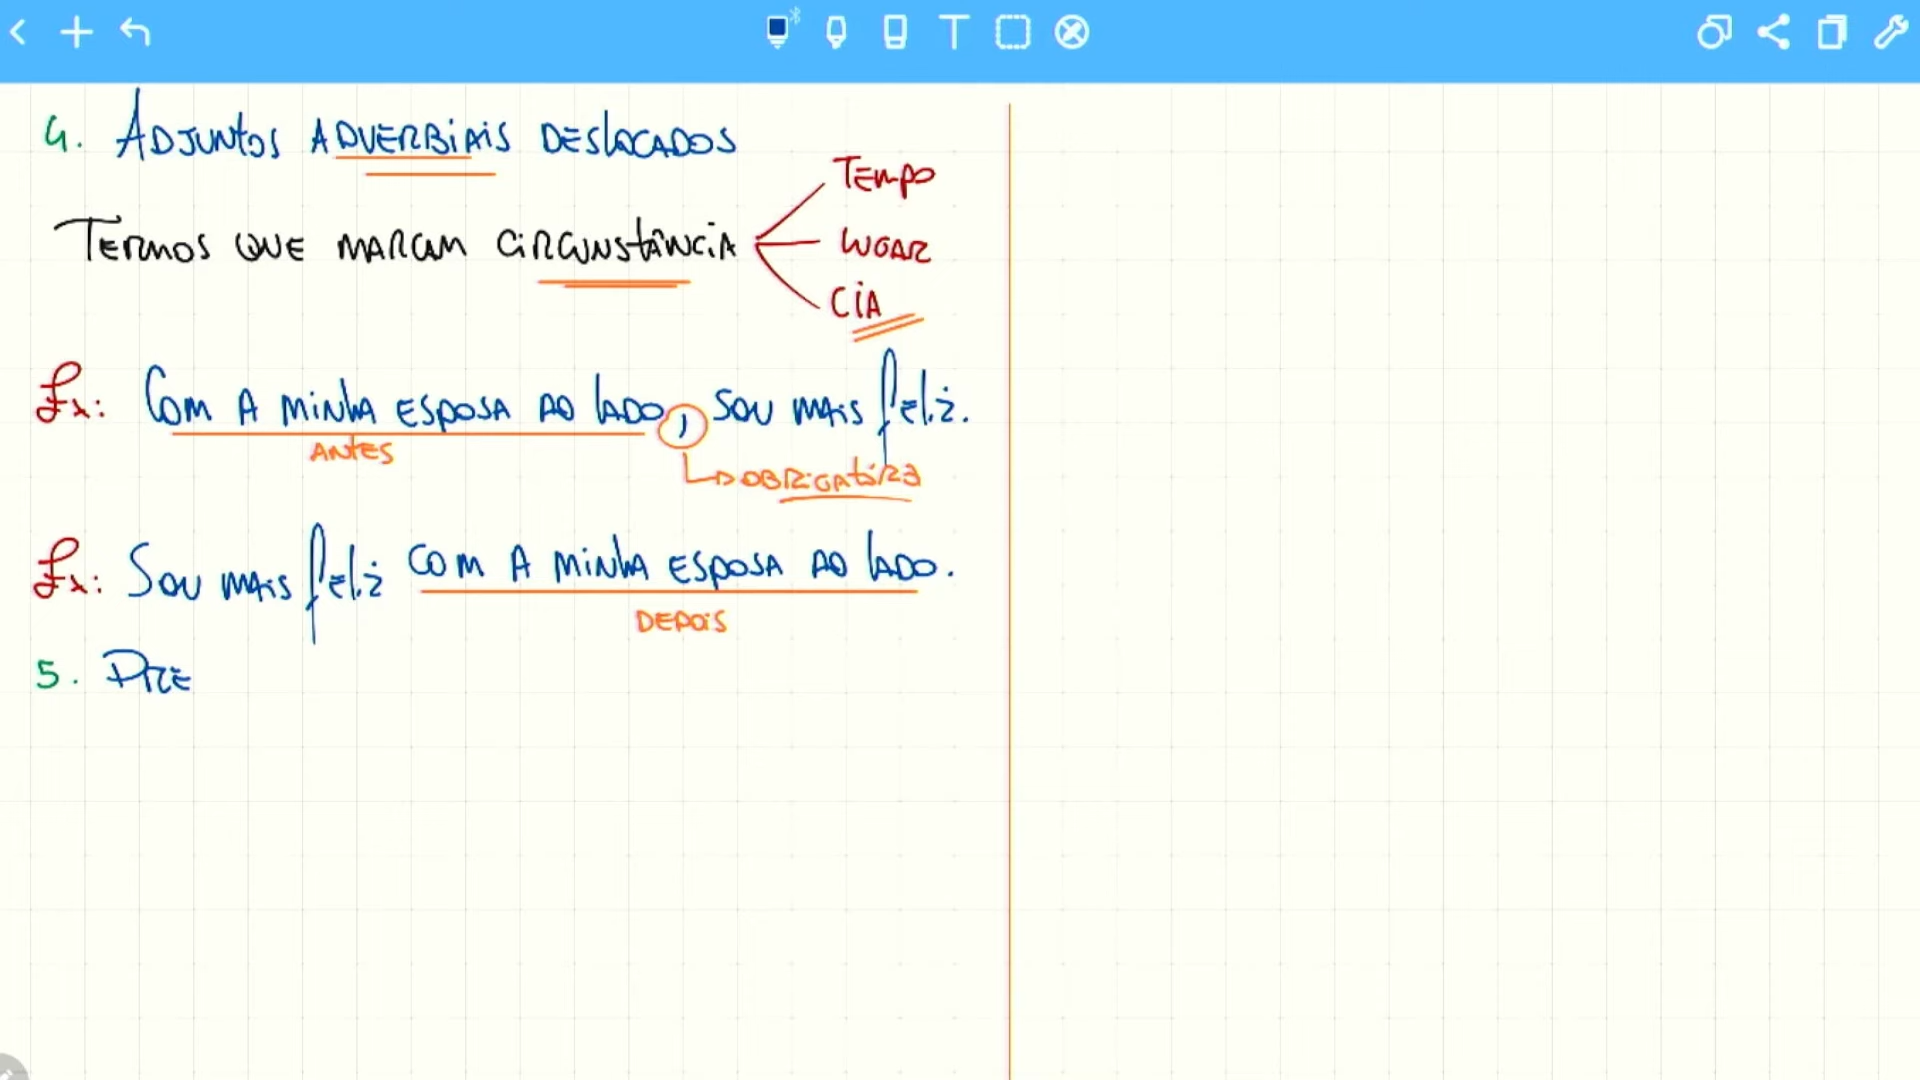 4. ADJUNTOS ADVERBIAIS DESLOCADOS
TERMOS QUE MARCAM CIRCUNSTÂNCIA
TEMPO
LUGAR
CIA
Ex: COM A MINHA ESPOSA AO LADO, SOU MAIS feliz.
ANTES
OBRIGATÓRIA
Ex: SOU MAIS feliz COM A MINHA ESPOSA AO LADO.
DEPOIS
5. PRE
T